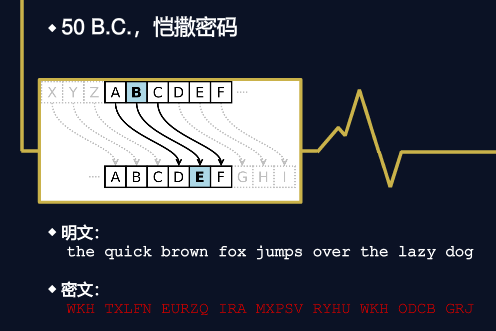 50 B.C.，恺撒密码
X Y Z A B C D E F ...
... A B C D E F G H I
明文：
the quick brown fox jumps over the lazy dog
密文：
WKH TXLFN EURZQ IRA MXPSV RYHU WKH ODCB GRJ